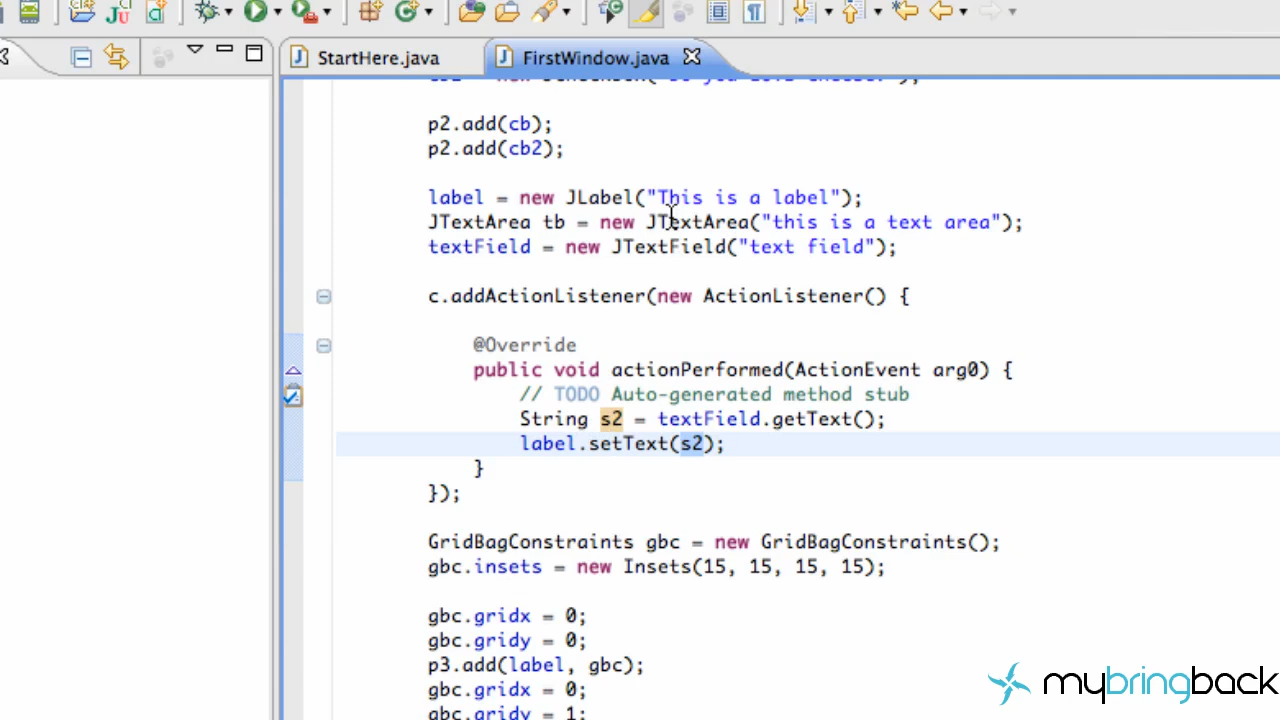 StartHere.java
FirstWindow.java
p2.add(cb);
p2.add(cb2);
label = new JLabel("This is a label");
JTextArea tb = new JTextArea("this is a text area");
textField = new JTextField("text field");
c.addActionListener(new ActionListener() {
@Override
public void actionPerformed(ActionEvent arg0) {
// TODO Auto-generated method stub
String s2 = textField.getText();
label.setText(s2);
}
});
GridBagConstraints gbc = new GridBagConstraints();
gbc.insets = new Insets(15, 15, 15, 15);
gbc.gridx = 0;
gbc.gridy = 0;
p3.add(label, gbc);
gbc.gridx = 0;
gbc.gridy = 1;
mybringback